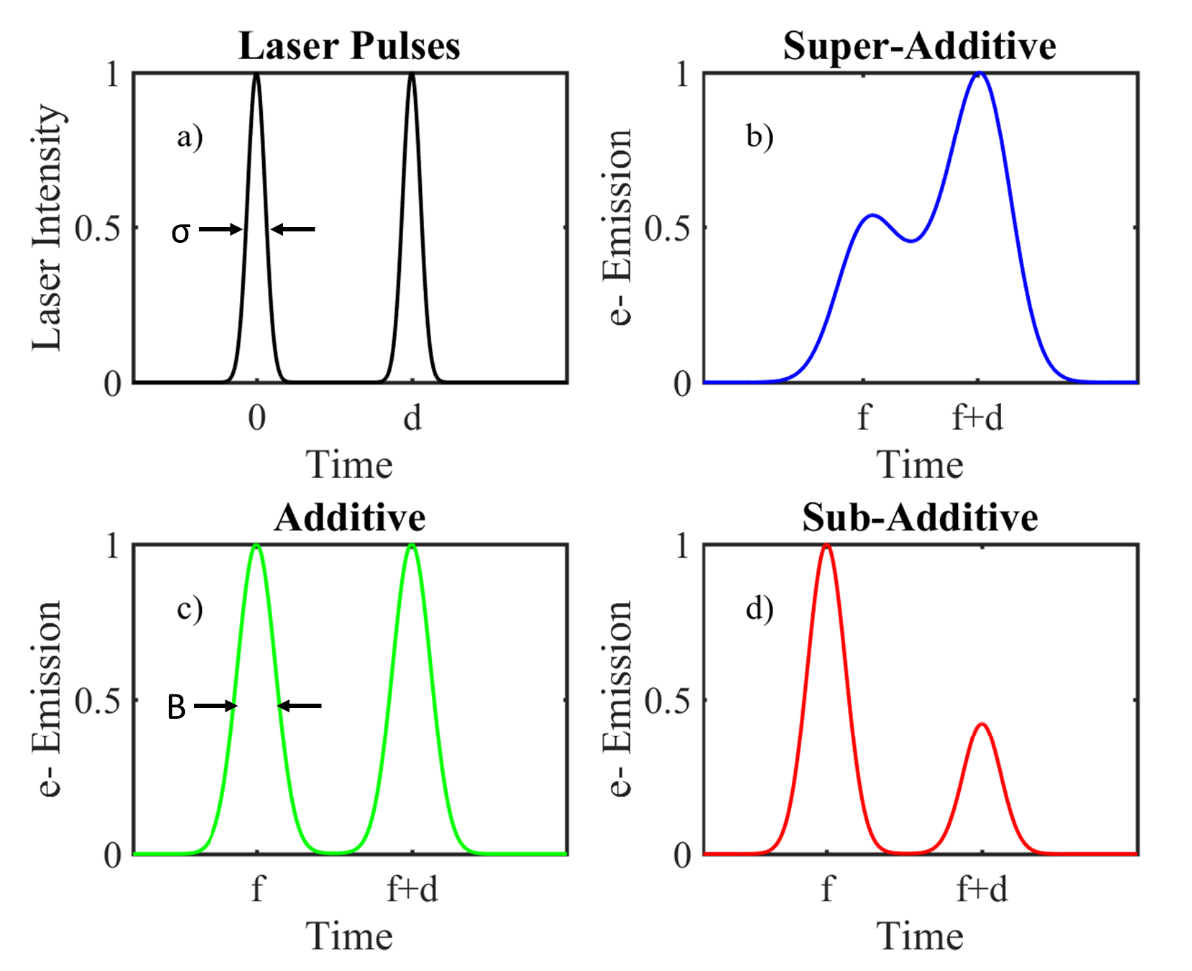 Laser Pulses
1
0.5
0
Laser Intensity
a)
σ
0
d
Time
Super-Additive
1
0.5
0
e- Emission
b)
f
f+d
Time
Additive
1
0.5
0
e- Emission
c)
B
f
f+d
Time
Sub-Additive
1
0.5
0
e- Emission
d)
f
f+d
Time